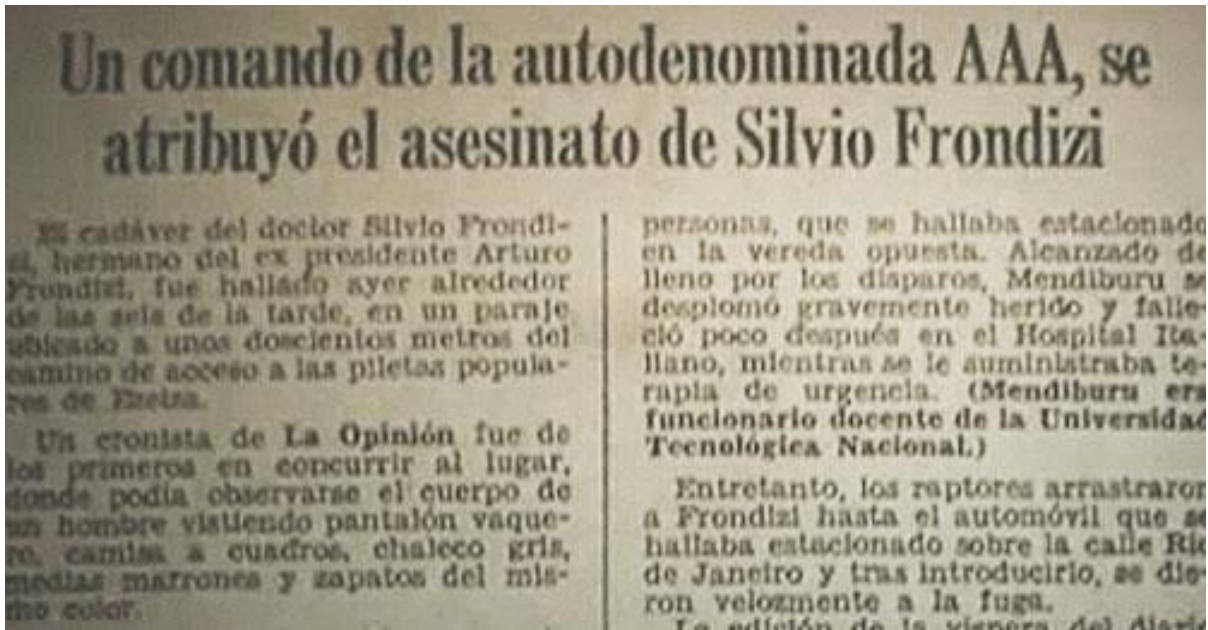 Un comando de la autodenominada AAA, se
atribuyó el asesinato de Silvio Frondizi
El cadáver del doctor Silvio Frondi-
zi, hermano del ex presidente Arturo
Frondizi, fue hallado ayer alrededor
de las seis de la tarde, en un paraje
ubicado a unos doscientos metros del
camino de acceso a las piletas popula-
res de Ezeiza.
Un cronista de La Opinión fue de
los primeros en concurrir al lugar,
donde podía observarse el cuerpo de
un hombre vistiendo pantalón vaque-
ro, camisa a cuadros, chaleco gris,
medias marrones y zapatos del mis-
mo color.
personas, que se hallaba estacionado
en la vereda opuesta. Alcanzado de
lleno por los disparos, Mendiburu se
desplomó gravemente herido y falle-
ció poco después en el Hospital Ita-
liano, mientras se le suministraba te-
rapia de urgencia. (Mendiburu era
funcionario docente de la Universidad
Tecnológica Nacional.)
Entretanto, los raptores arrastraron
a Frondizi hasta el automóvil que se
hallaba estacionado sobre la calle Río
de Janeiro y tras introducirlo, se die-
ron velozmente a la fuga.
La edición de la víspera del diario